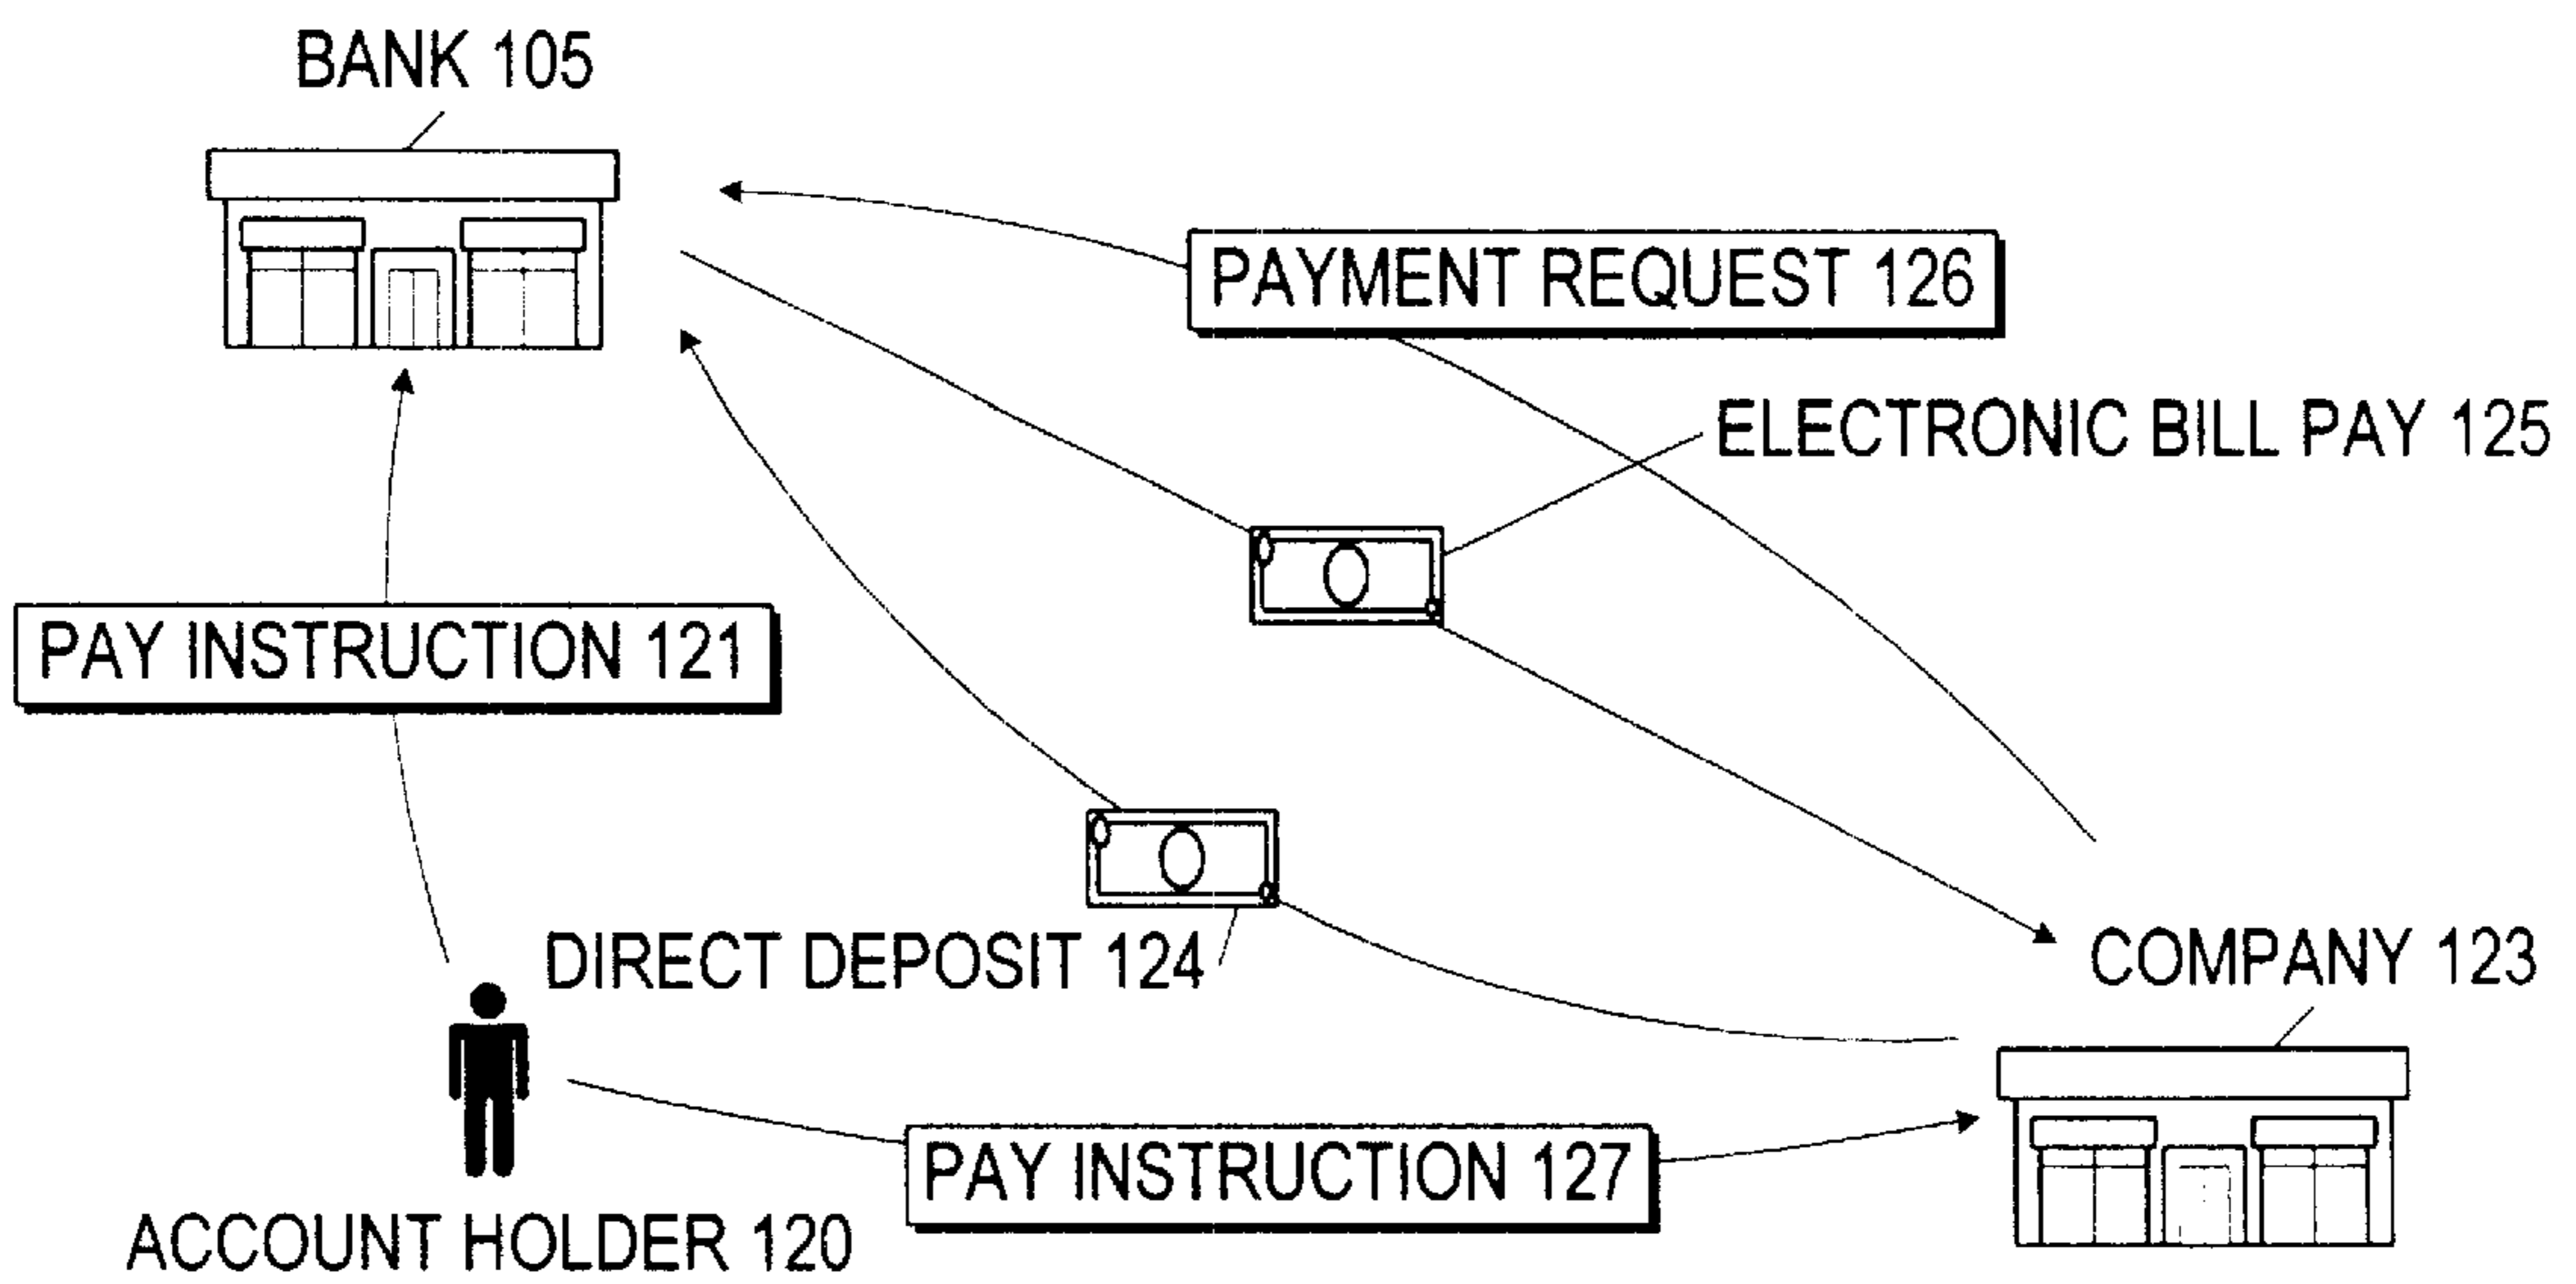 BANK 105
PAYMENT REQUEST 126
ELECTRONIC BILL PAY 125
PAY INSTRUCTION 121
DIRECT DEPOSIT 124
COMPANY 123
PAY INSTRUCTION 127
ACCOUNT HOLDER 120